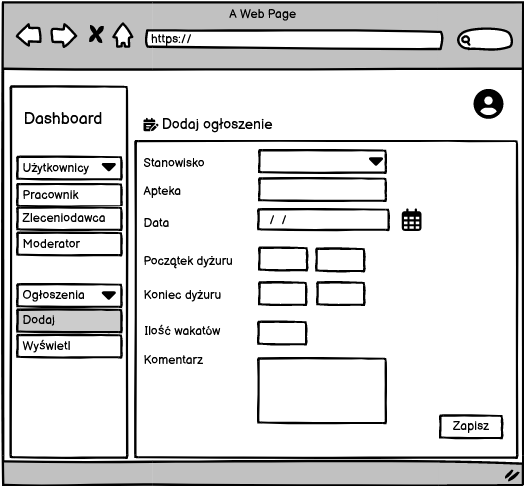 A Web Page
https://
Dashboard
Dodaj ogłoszenie
Użytkownicy
Pracownik
Zleceniodawca
Moderator
Ogłoszenia
Dodaj
Wyświetl
Stanowisko
Apteka
Data
/ /
Początek dyżuru
Koniec dyżuru
Ilość wakatów
Komentarz
Zapisz